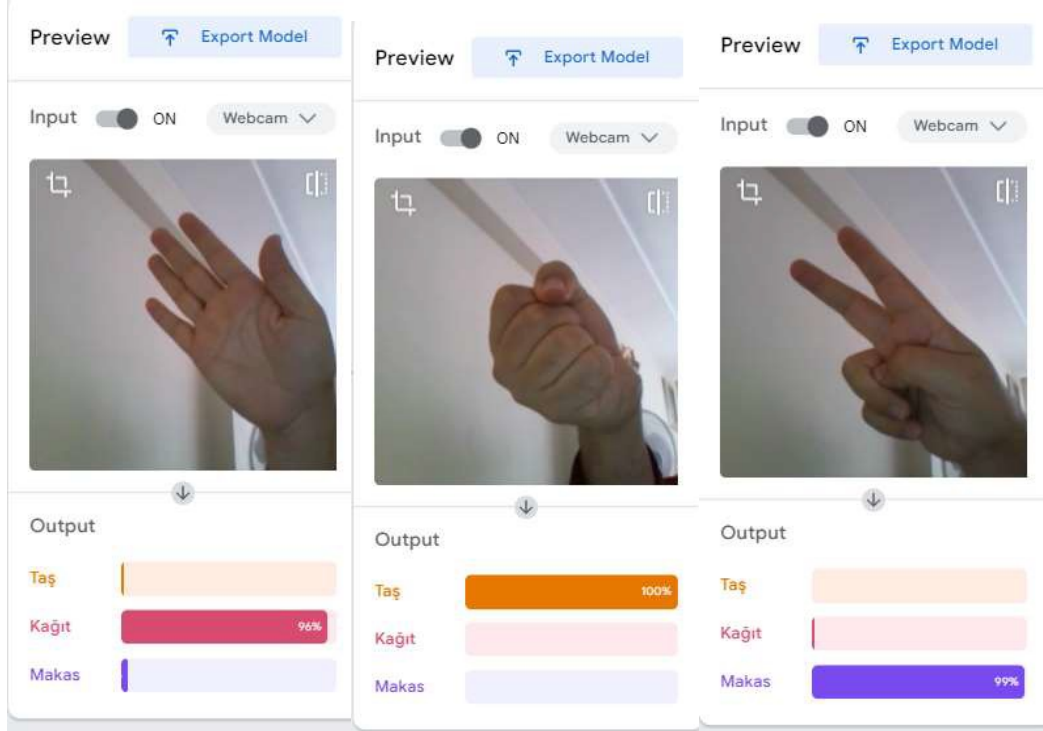 Preview
Export Model
Input
ON
Webcam
Output
Taş
Kağıt
96%
Makas
Preview
Export Model
Input
ON
Webcam
Output
Taş
100%
Kağıt
Makas
Preview
Export Model
Input
ON
Webcam
Output
Taş
Kağıt
Makas
99%